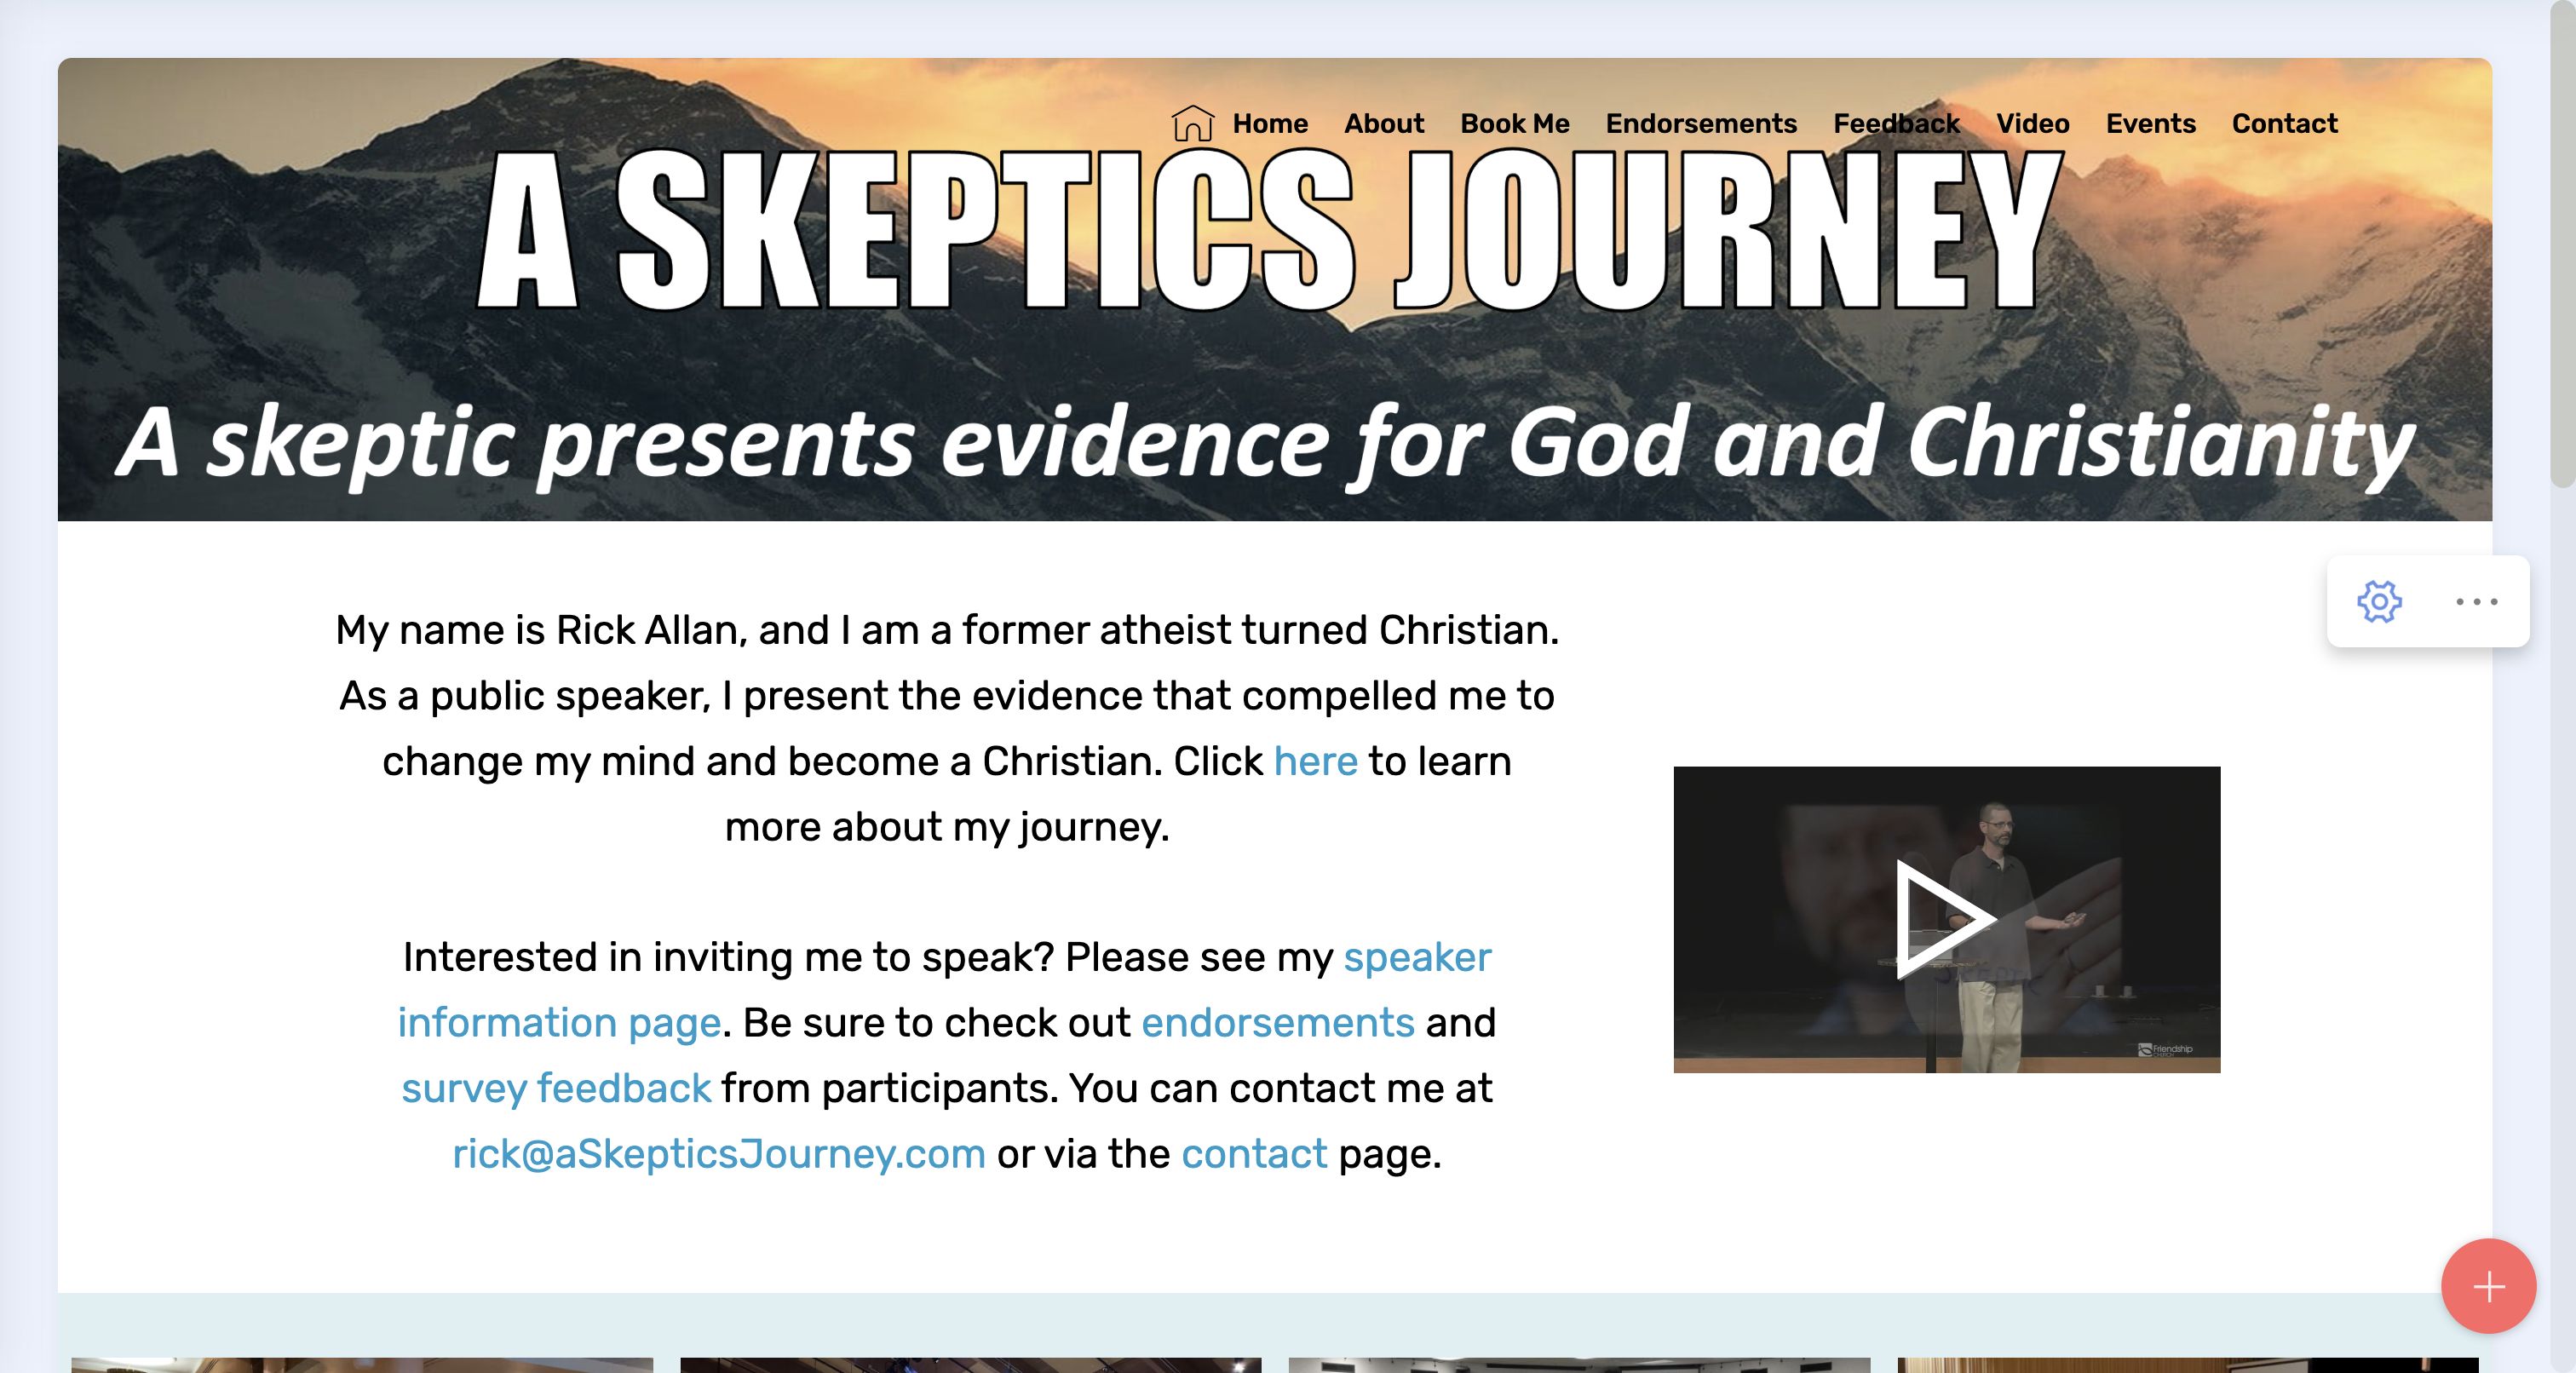 Home About Book Me Endorsements Feedback Video Events Contact
A SKEPTICS JOURNEY
A skeptic presents evidence for God and Christianity
My name is Rick Allan, and I am a former atheist turned Christian.
As a public speaker, I present the evidence that compelled me to
change my mind and become a Christian. Click here to learn
more about my journey.
Interested in inviting me to speak? Please see my speaker
information page. Be sure to check out endorsements and
survey feedback from participants. You can contact me at
rick@aSkepticsJourney.com or via the contact page.
Friendship